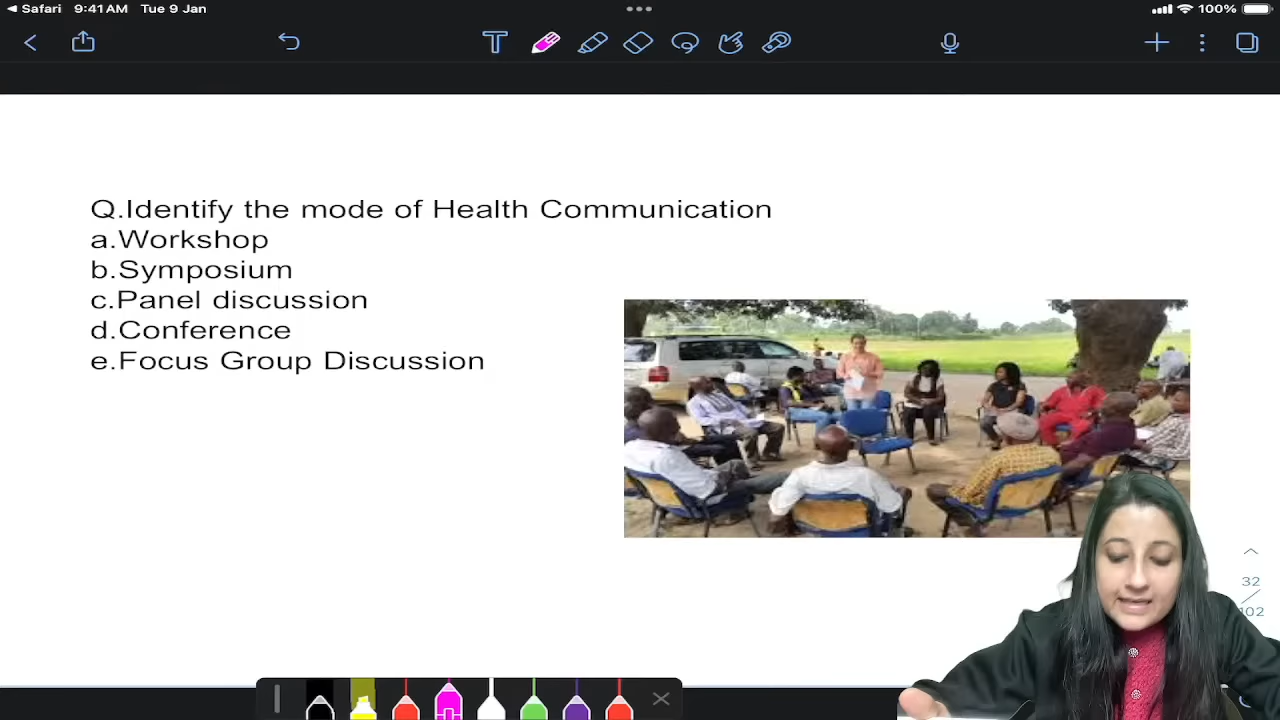 Safari 9:41 AM Tue 9 Jan 100%
T
Q.Identify the mode of Health Communication
a.Workshop
b.Symposium
c.Panel discussion
d.Conference
e.Focus Group Discussion
32
102